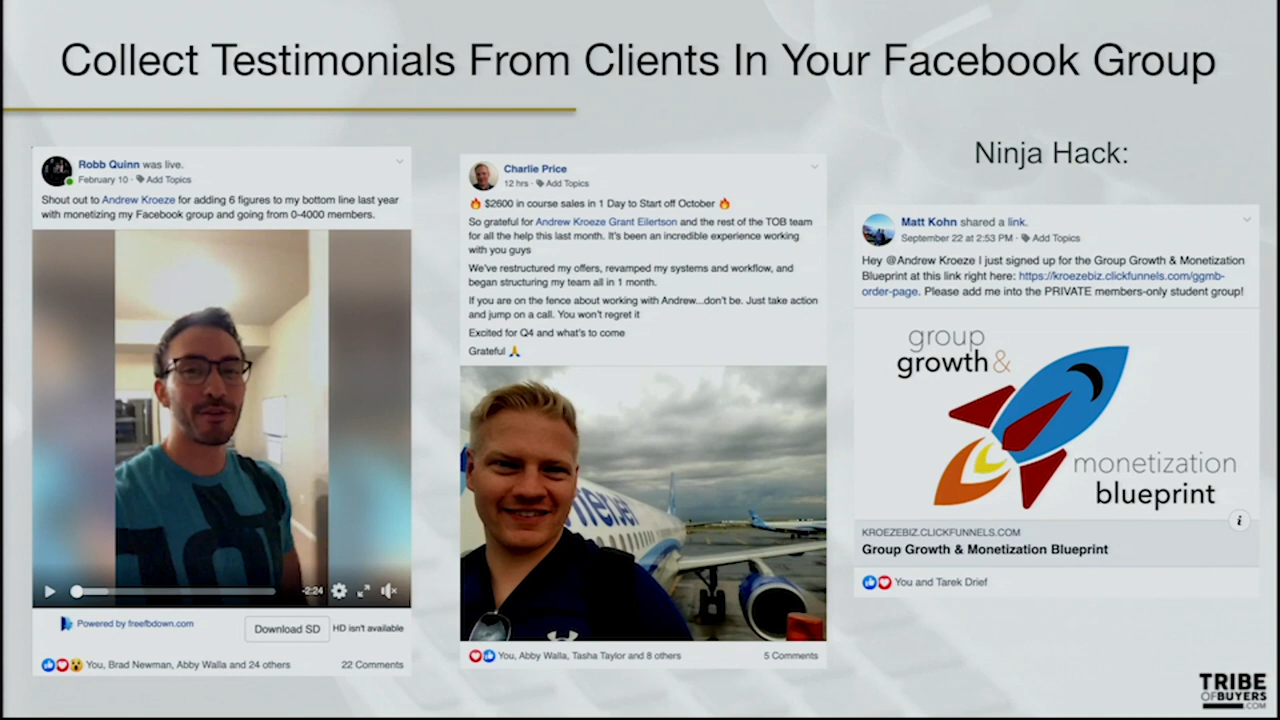 Collect Testimonials From Clients In Your Facebook Group
Robb Quinn was live.
February 10 · Add Topics
Shout out to Andrew Kroeze for adding 6 figures to my bottom line last year
with monetizing my Facebook group and going from 0-4000 members.
-2:24
Powered by freefbdown.com
Download SD
HD isn't available
You, Brad Newman, Abby Walla and 24 others
22 Comments
Charlie Price
12 hrs · Add Topics
🔥 $2600 in course sales in 1 Day to Start off October 🔥
So grateful for Andrew Kroeze Grant Eilertson and the rest of the TOB team
for all the help this last month. It's been an incredible experience working
with you guys
We've restructured my offers, revamped my systems and workflow, and
began structuring my team all in 1 month.
If you are on the fence about working with Andrew...don't be. Just take action
and jump on a call. You won't regret it
Excited for Q4 and what's to come
Grateful 🙏
You, Abby Walla, Tasha Taylor and 8 others
5 Comments
Ninja Hack:
Matt Kohn shared a link.
September 22 at 2:53 PM · Add Topics
Hey @Andrew Kroeze I just signed up for the Group Growth & Monetization
Blueprint at this link right here: https://kroezebiz.clickfunnels.com/ggmb-
order-page. Please add me into the PRIVATE members-only student group!
group
growth &
monetization
blueprint
i
KROEZEBIZ.CLICKFUNNELS.COM
Group Growth & Monetization Blueprint
You and Tarek Drief
TRIBE
OF BUYERS
.COM